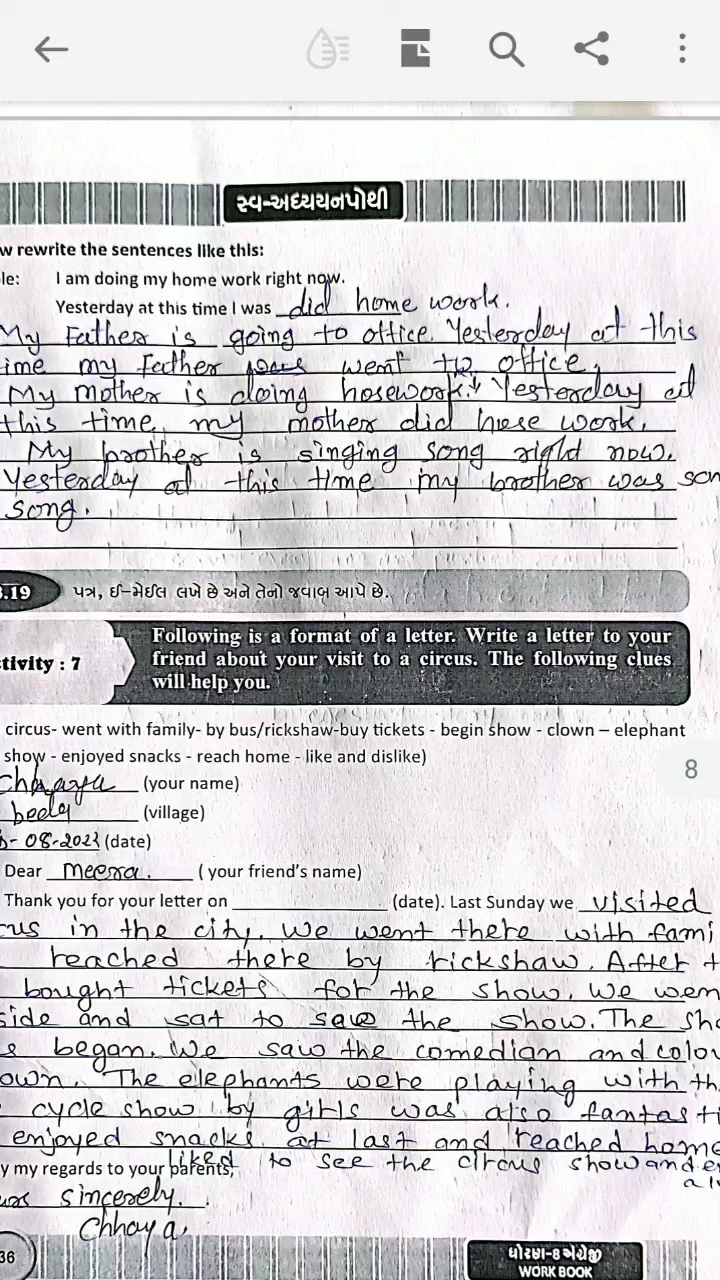 સ્વ-અધ્યયનપોથી
w rewrite the sentences like this:
le: I am doing my home work right now.
Yesterday at this time I was did home work.
My Father is going to office. Yesterday at this
ime my Father went to office.
My mother is doing hosework. Yesterday at
this time, my mother did hose work.
My brother is singing song right now.
Yesterday at this time my brother was son
song.
.19 પત્ર, ઈ-મેઈલ લખે છે અને તેનો જવાબ આપે છે.
tivity : 7
Following is a format of a letter. Write a letter to your
friend about your visit to a circus. The following clues
will help you.
circus- went with family- by bus/rickshaw-buy tickets - begin show - clown – elephant
show - enjoyed snacks - reach home - like and dislike)
8
Chhaya (your name)
(village)
- 08-2023 (date)
Dear meera. ( your friend's name)
Thank you for your letter on (date). Last Sunday we visited
cus in the city. We went there with fami
reached there by rickshaw. After t
bought tickets for the show. We wen
side and sat to saw the show. The sho
s began. We saw the comedian and colou
own. The elephants were playing with th
cycle show by girls was also fantasti
enjoyed snacks at last and reached home
liked to see the circus show and e
y my regards to your parents,
a l
sincerely.
Chhaya
36
ધોરણ-8 અંગ્રેજી
WORK BOOK